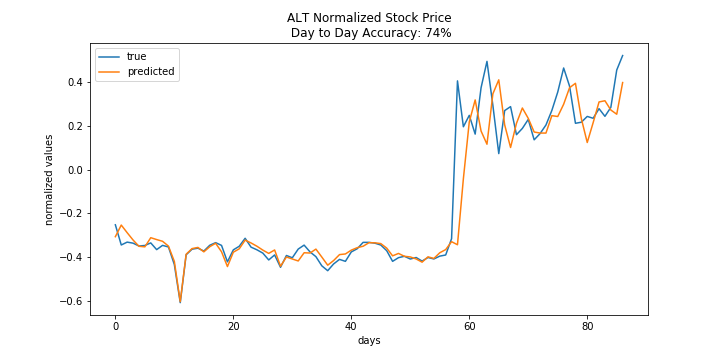 ALT Normalized Stock Price
Day to Day Accuracy: 74%
true
predicted
normalized values
0.4
0.2
0.0
−0.2
−0.4
−0.6
0 20 40 60 80
days